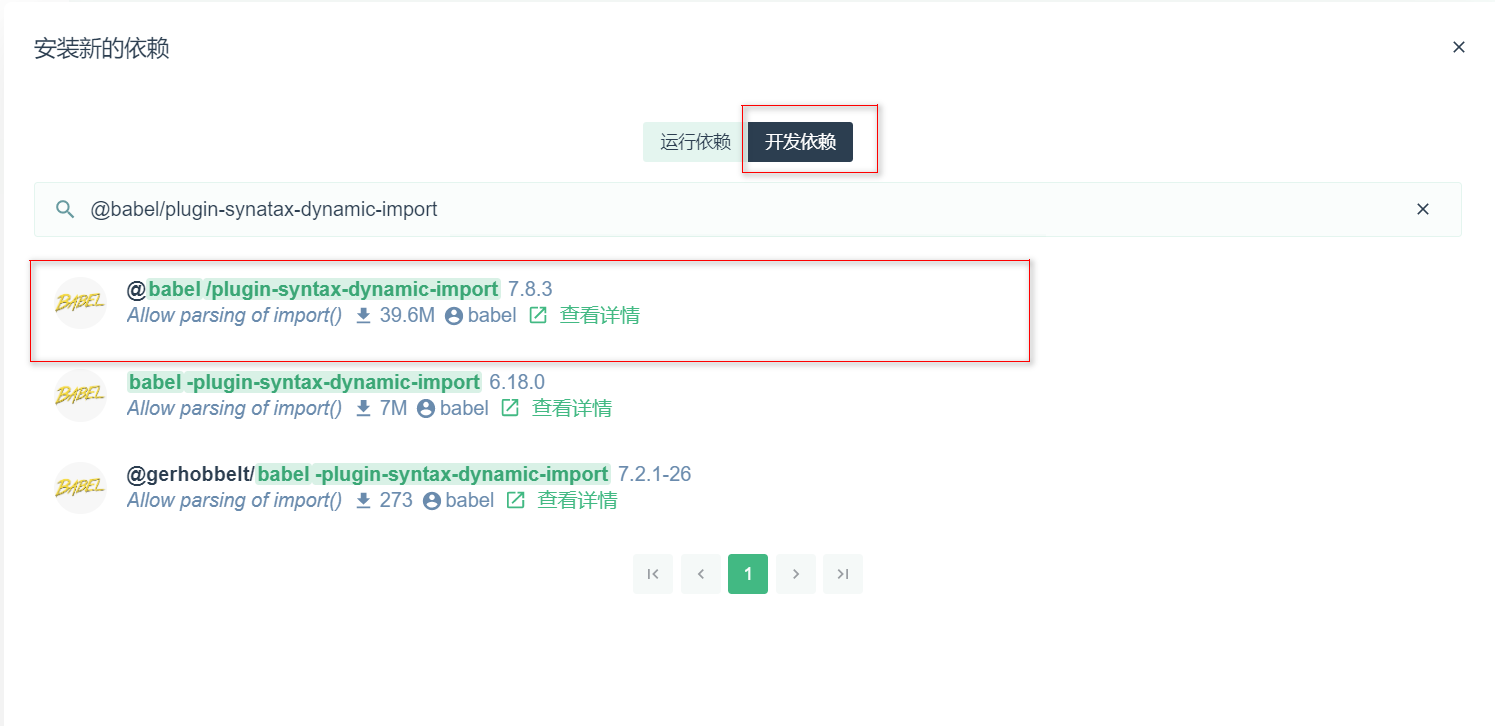 安装新的依赖
运行依赖 开发依赖
@babel/plugin-synatax-dynamic-import
BABEL
@babel /plugin-syntax-dynamic-import 7.8.3
Allow parsing of import() 39.6M babel 查看详情
BABEL
babel -plugin-syntax-dynamic-import 6.18.0
Allow parsing of import() 7M babel 查看详情
BABEL
@gerhobbelt/babel -plugin-syntax-dynamic-import 7.2.1-26
Allow parsing of import() 273 babel 查看详情
1